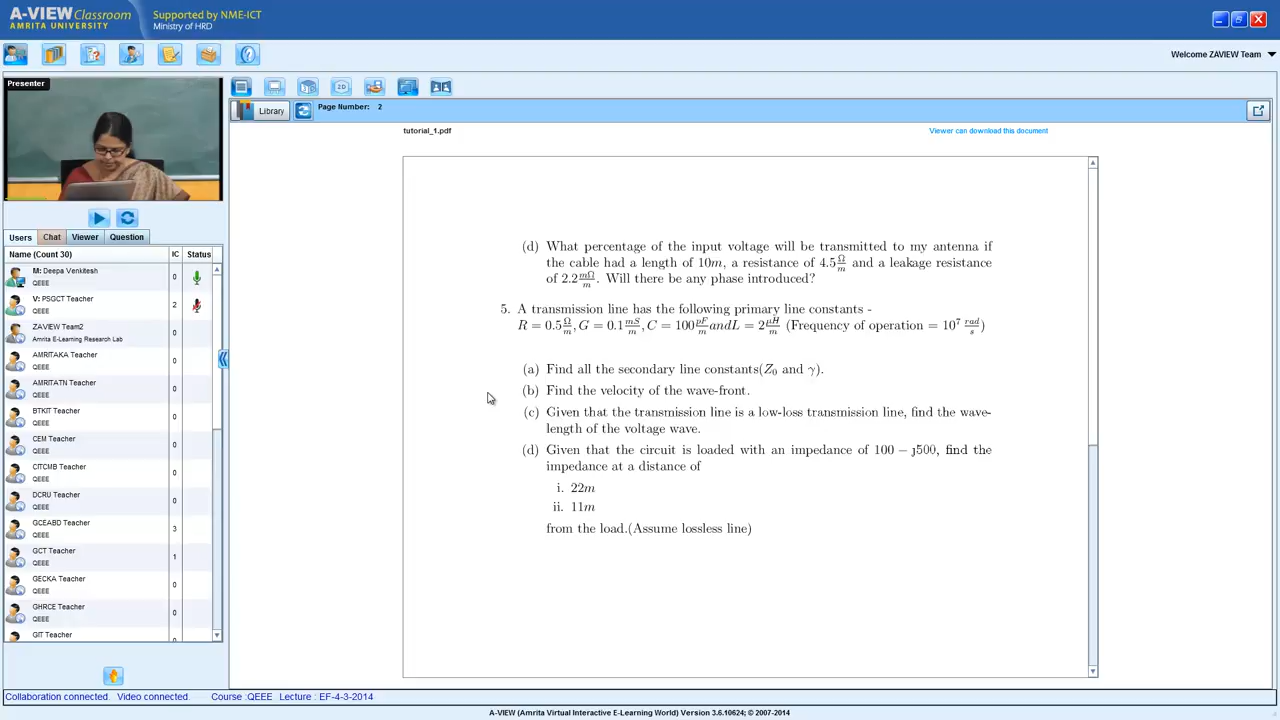 A-VIEW Classroom
AMRITA UNIVERSITY
Supported by NME-ICT
Ministry of HRD
Welcome ZAVIEW Team
Presenter
Library
Page Number: 2
tutorial_1.pdf
Viewer can download this document
(d) What percentage of the input voltage will be transmitted to my antenna if
the cable had a length of 10m, a resistance of 4.5 Ω/m and a leakage resistance
of 2.2 mΩ/m. Will there be any phase introduced?
5. A transmission line has the following primary line constants -
R = 0.5 Ω/m, G = 0.1 mS/m, C = 100 pF/m and L = 2 μH/m (Frequency of operation = 10^7 rad/s)
(a) Find all the secondary line constants(Z₀ and γ).
(b) Find the velocity of the wave-front.
(c) Given that the transmission line is a low-loss transmission line, find the wave-
length of the voltage wave.
(d) Given that the circuit is loaded with an impedance of 100 − ȷ500, find the
impedance at a distance of
i. 22m
ii. 11m
from the load.(Assume lossless line)
Users Chat Viewer Question
Name (Count 30) IC Status
M: Deepa Venkitesh 0
QEEE
V: PSGCT Teacher 2
QEEE
ZAVIEW Team2 0
Amrita E-Learning Research Lab
AMRITAKA Teacher 0
QEEE
AMRITATN Teacher 0
QEEE
BTKIT Teacher 0
QEEE
CEM Teacher 0
QEEE
CITCMB Teacher 0
QEEE
DCRU Teacher 0
QEEE
GCEABD Teacher 3
QEEE
GCT Teacher 1
QEEE
GECKA Teacher 0
QEEE
GHRCE Teacher 0
QEEE
GIT Teacher
Collaboration connected. Video connected. Course :QEEE Lecture : EF-4-3-2014
A-VIEW (Amrita Virtual Interactive E-Learning World) Version 3.6.10624; © 2007-2014